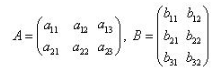 A = ( a11 a12 a13 ) , B = ( b11 b12 )
( a21 a22 a23 ) ( b21 b22 )
( b31 b32 )